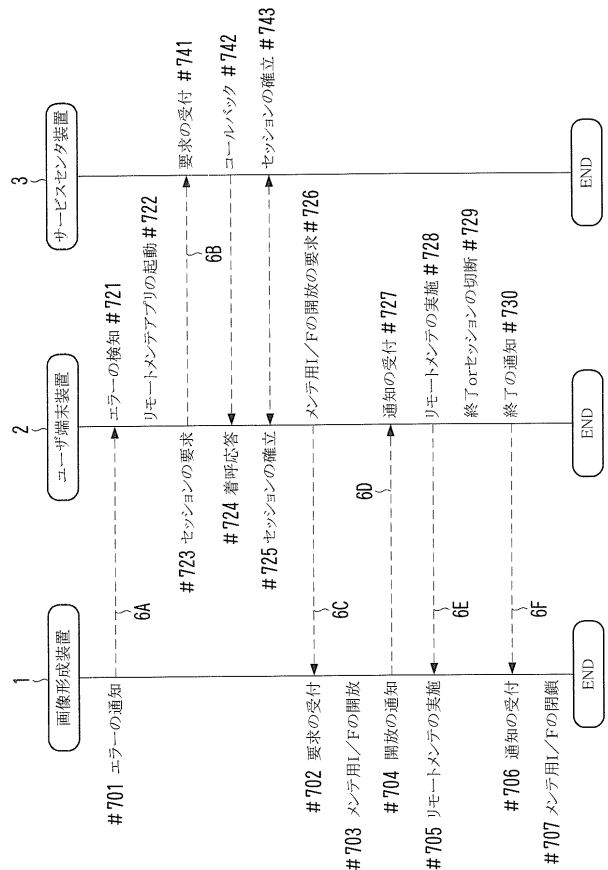 1
画像形成装置
2
ユーザ端末装置
3
サービスセンタ装置
#701 エラーの通知
6A
エラーの検知 #721
リモートメンテアプリの起動 #722
#723 セッションの要求
6B
要求の受付 #741
#724 着呼応答
コールバック #742
#725 セッションの確立
セッションの確立 #743
メンテ用I/Fの開放の要求 #726
6C
#702 要求の受付
#703 メンテ用I/Fの開放
#704 開放の通知
6D
通知の受付 #727
リモートメンテの実施 #728
6E
#705 リモートメンテの実施
終了orセッションの切断 #729
終了の通知 #730
6F
#706 通知の受付
#707 メンテ用I/Fの閉鎖
END
END
END